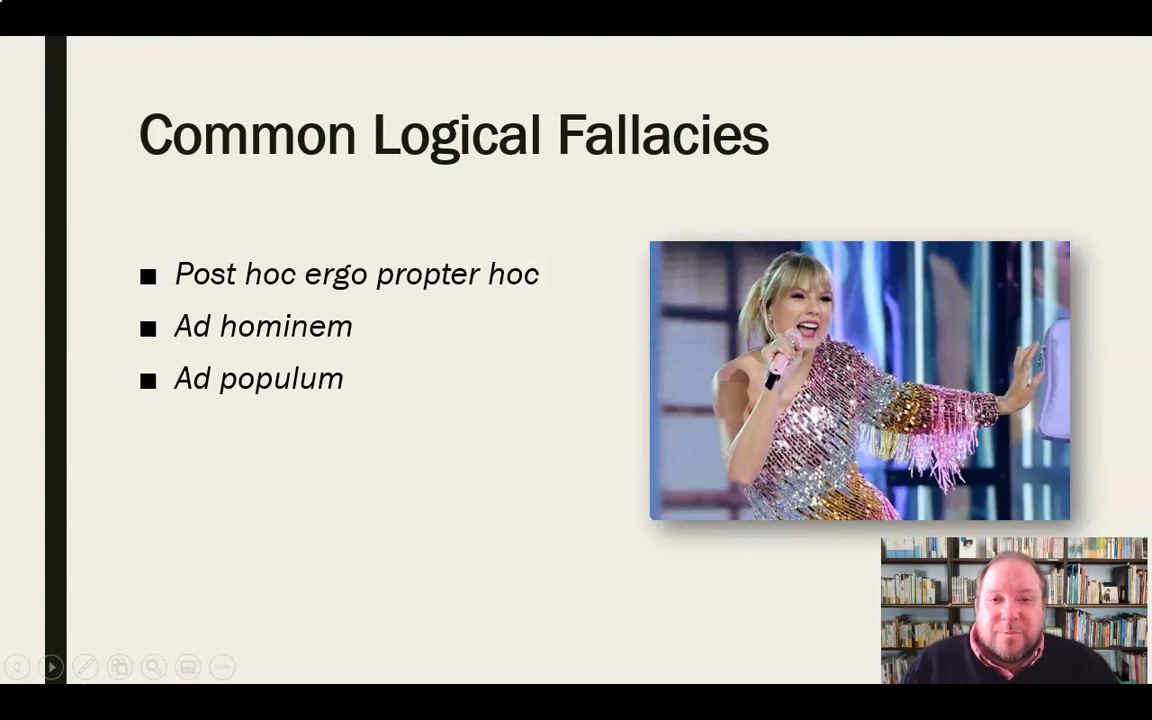 Common Logical Fallacies
■ Post hoc ergo propter hoc
■ Ad hominem
■ Ad populum